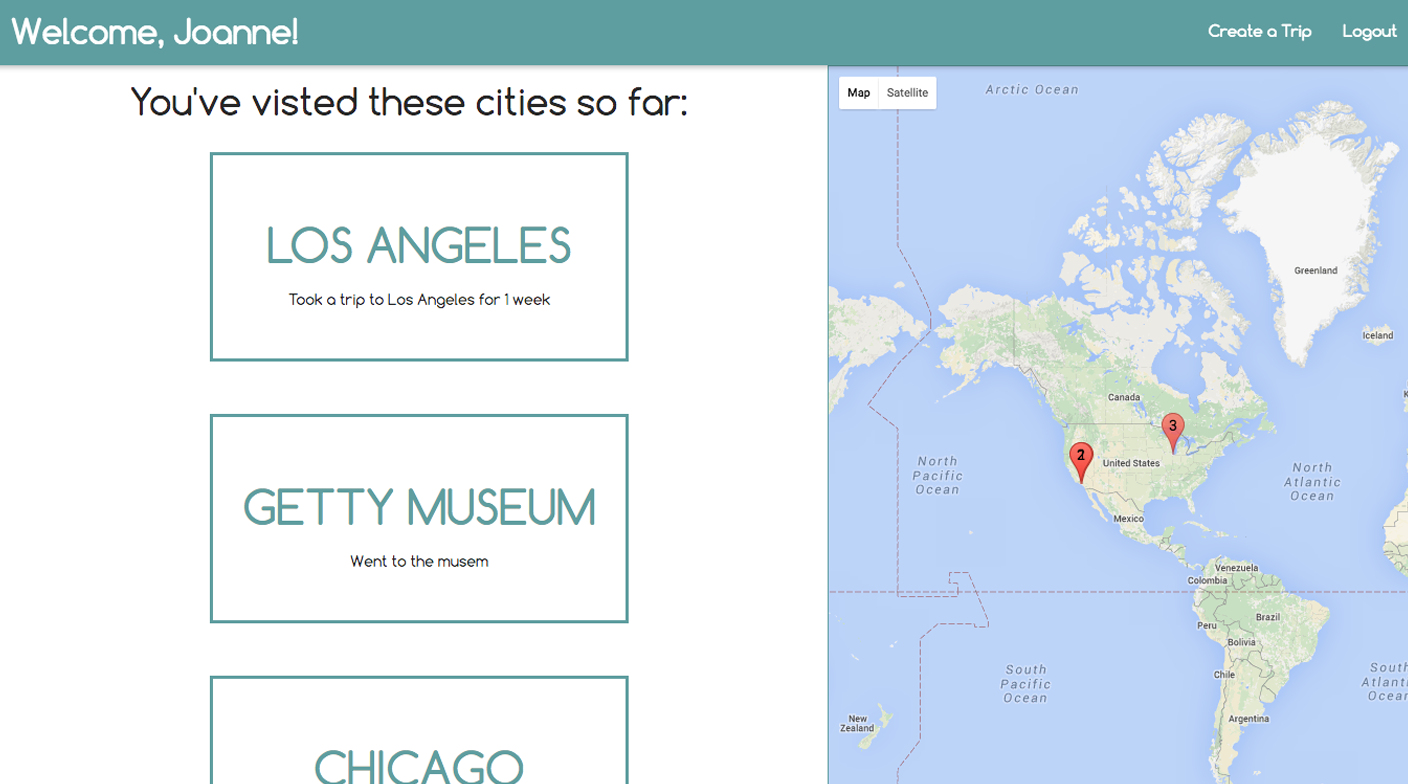 Welcome, Joanne!
Create a Trip
Logout
You've visted these cities so far:
LOS ANGELES
Took a trip to Los Angeles for 1 week
GETTY MUSEUM
Went to the musem
CHICAGO
Map
Satellite
Arctic Ocean
Greenland
Iceland
Canada
3
2
United States
North
Pacific
Ocean
North
Atlantic
Ocean
Mexico
Venezuela
Colombia
Brazil
Peru
Bolivia
South
Pacific
Ocean
Chile
South
Atlant
Ocean
New
Zealand
Argentina